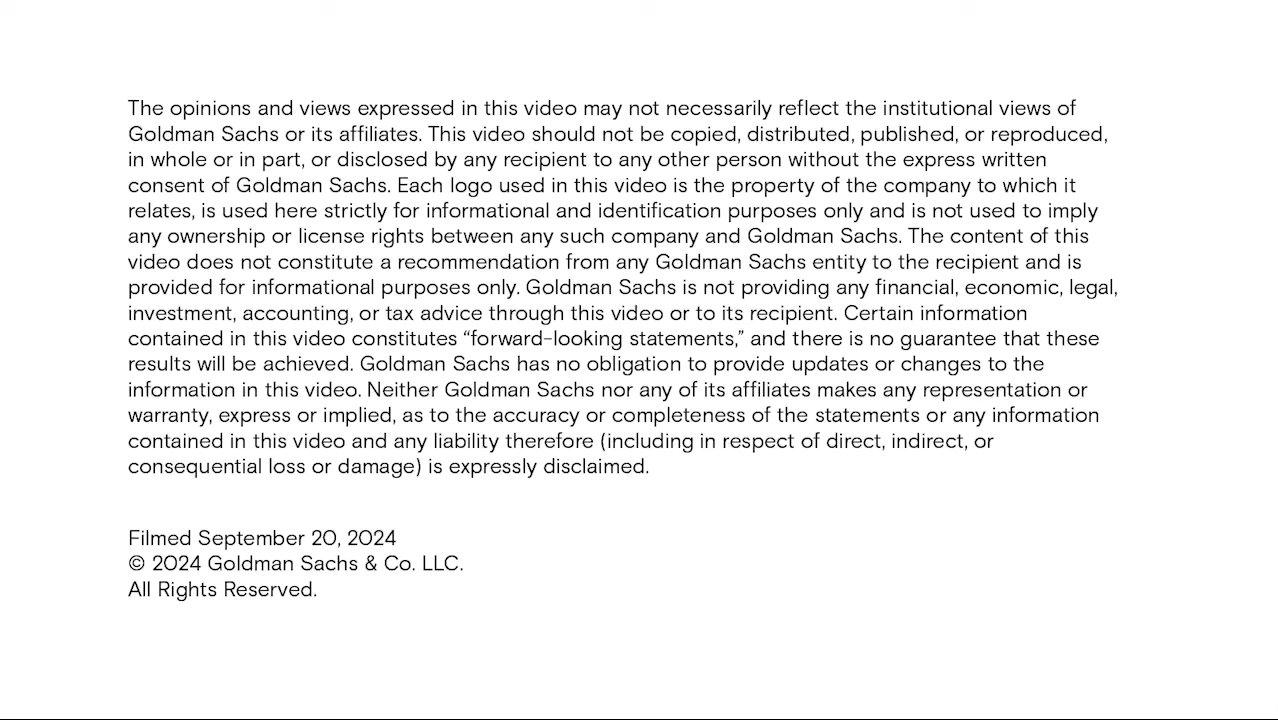 The opinions and views expressed in this video may not necessarily reflect the institutional views of
Goldman Sachs or its affiliates. This video should not be copied, distributed, published, or reproduced,
in whole or in part, or disclosed by any recipient to any other person without the express written
consent of Goldman Sachs. Each logo used in this video is the property of the company to which it
relates, is used here strictly for informational and identification purposes only and is not used to imply
any ownership or license rights between any such company and Goldman Sachs. The content of this
video does not constitute a recommendation from any Goldman Sachs entity to the recipient and is
provided for informational purposes only. Goldman Sachs is not providing any financial, economic, legal,
investment, accounting, or tax advice through this video or to its recipient. Certain information
contained in this video constitutes “forward-looking statements,” and there is no guarantee that these
results will be achieved. Goldman Sachs has no obligation to provide updates or changes to the
information in this video. Neither Goldman Sachs nor any of its affiliates makes any representation or
warranty, express or implied, as to the accuracy or completeness of the statements or any information
contained in this video and any liability therefore (including in respect of direct, indirect, or
consequential loss or damage) is expressly disclaimed.
Filmed September 20, 2024
© 2024 Goldman Sachs & Co. LLC.
All Rights Reserved.